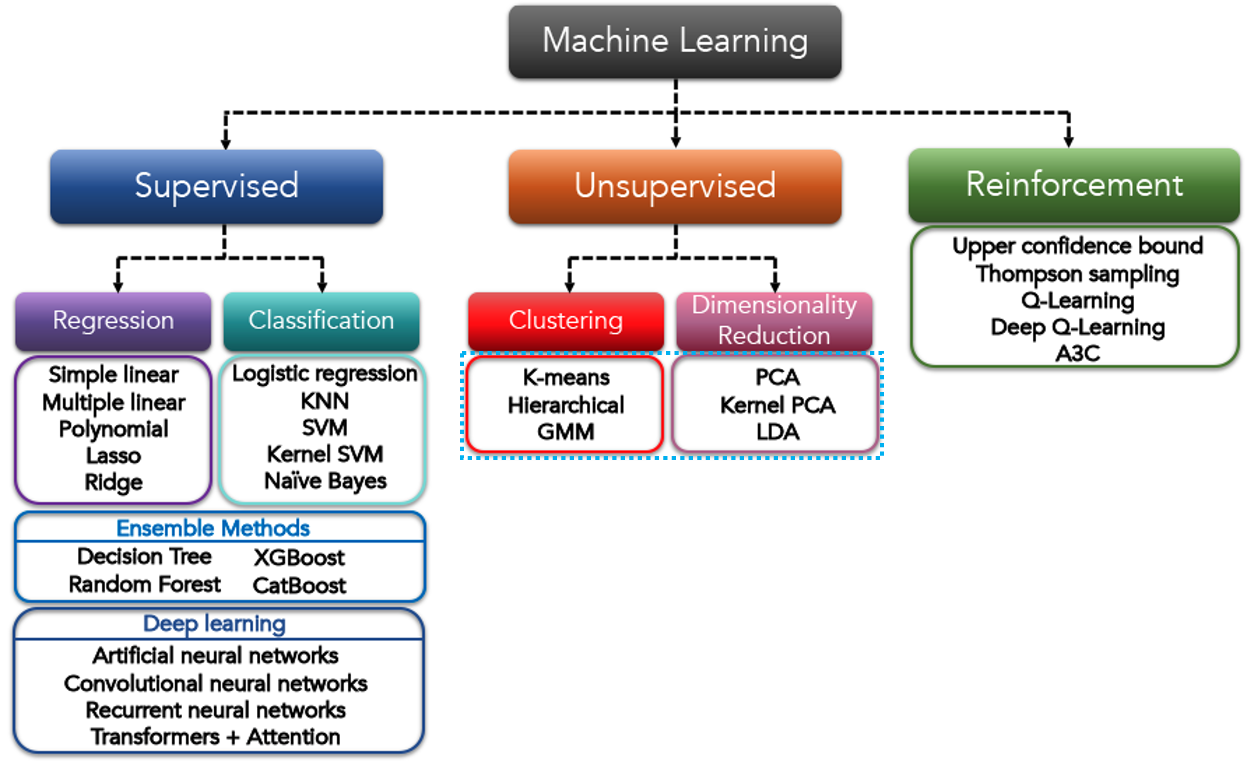 Machine Learning
Supervised
Unsupervised
Reinforcement
Upper confidence bound
Thompson sampling
Q-Learning
Deep Q-Learning
A3C
Regression
Classification
Clustering
Dimensionality
Reduction
Simple linear
Multiple linear
Polynomial
Lasso
Ridge
Logistic regression
KNN
SVM
Kernel SVM
Naïve Bayes
K-means
Hierarchical
GMM
PCA
Kernel PCA
LDA
Ensemble Methods
Decision Tree
XGBoost
Random Forest
CatBoost
Deep learning
Artificial neural networks
Convolutional neural networks
Recurrent neural networks
Transformers + Attention